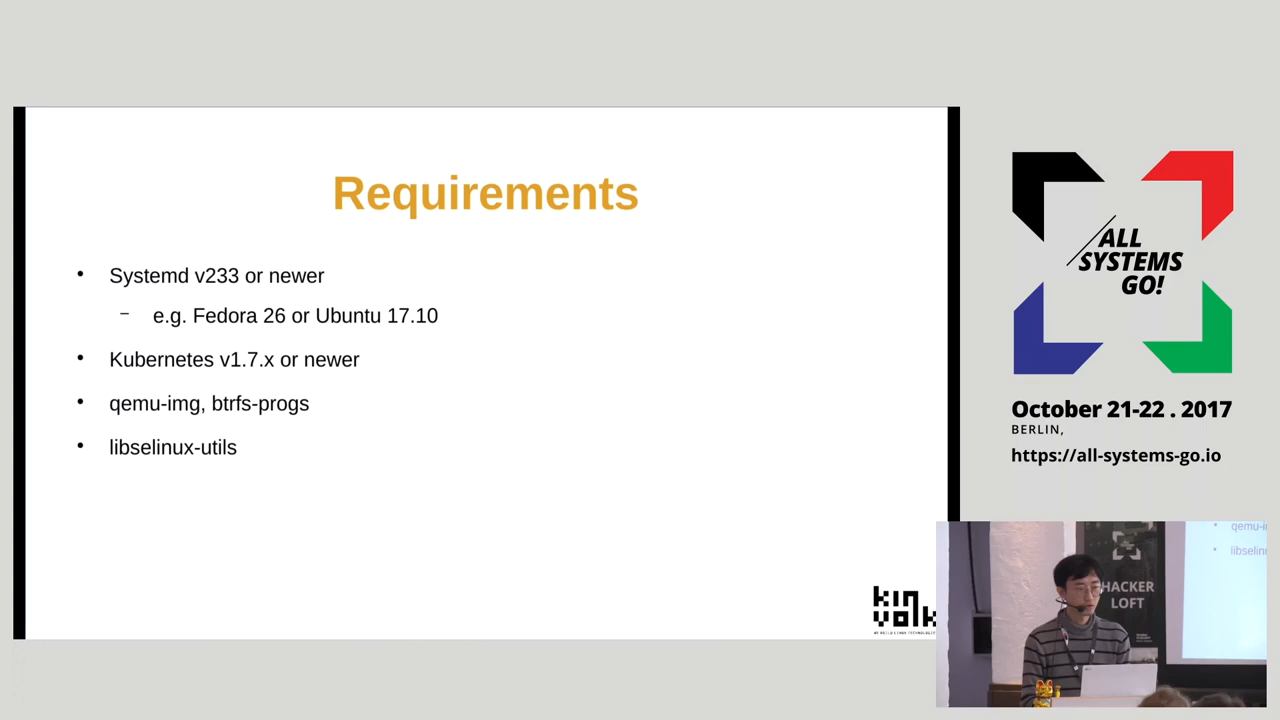 Requirements
• Systemd v233 or newer
– e.g. Fedora 26 or Ubuntu 17.10
• Kubernetes v1.7.x or newer
• qemu-img, btrfs-progs
• libselinux-utils
kinvolk
ALL
SYSTEMS
GO!
October 21-22 . 2017
BERLIN,
https://all-systems-go.io
HACKER
LOFT